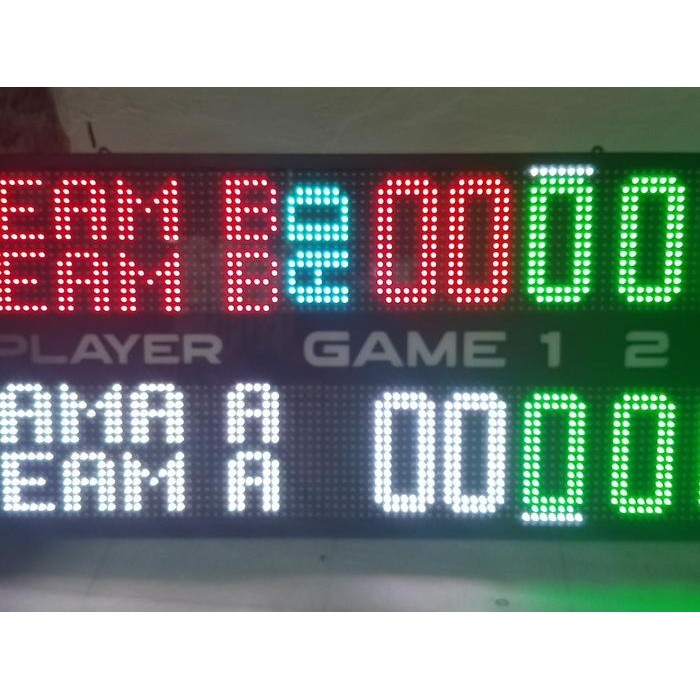 EAM B 00 0 0
EAM B
PLAYER GAME 1 2
AMA A 00 0 0
EAM A